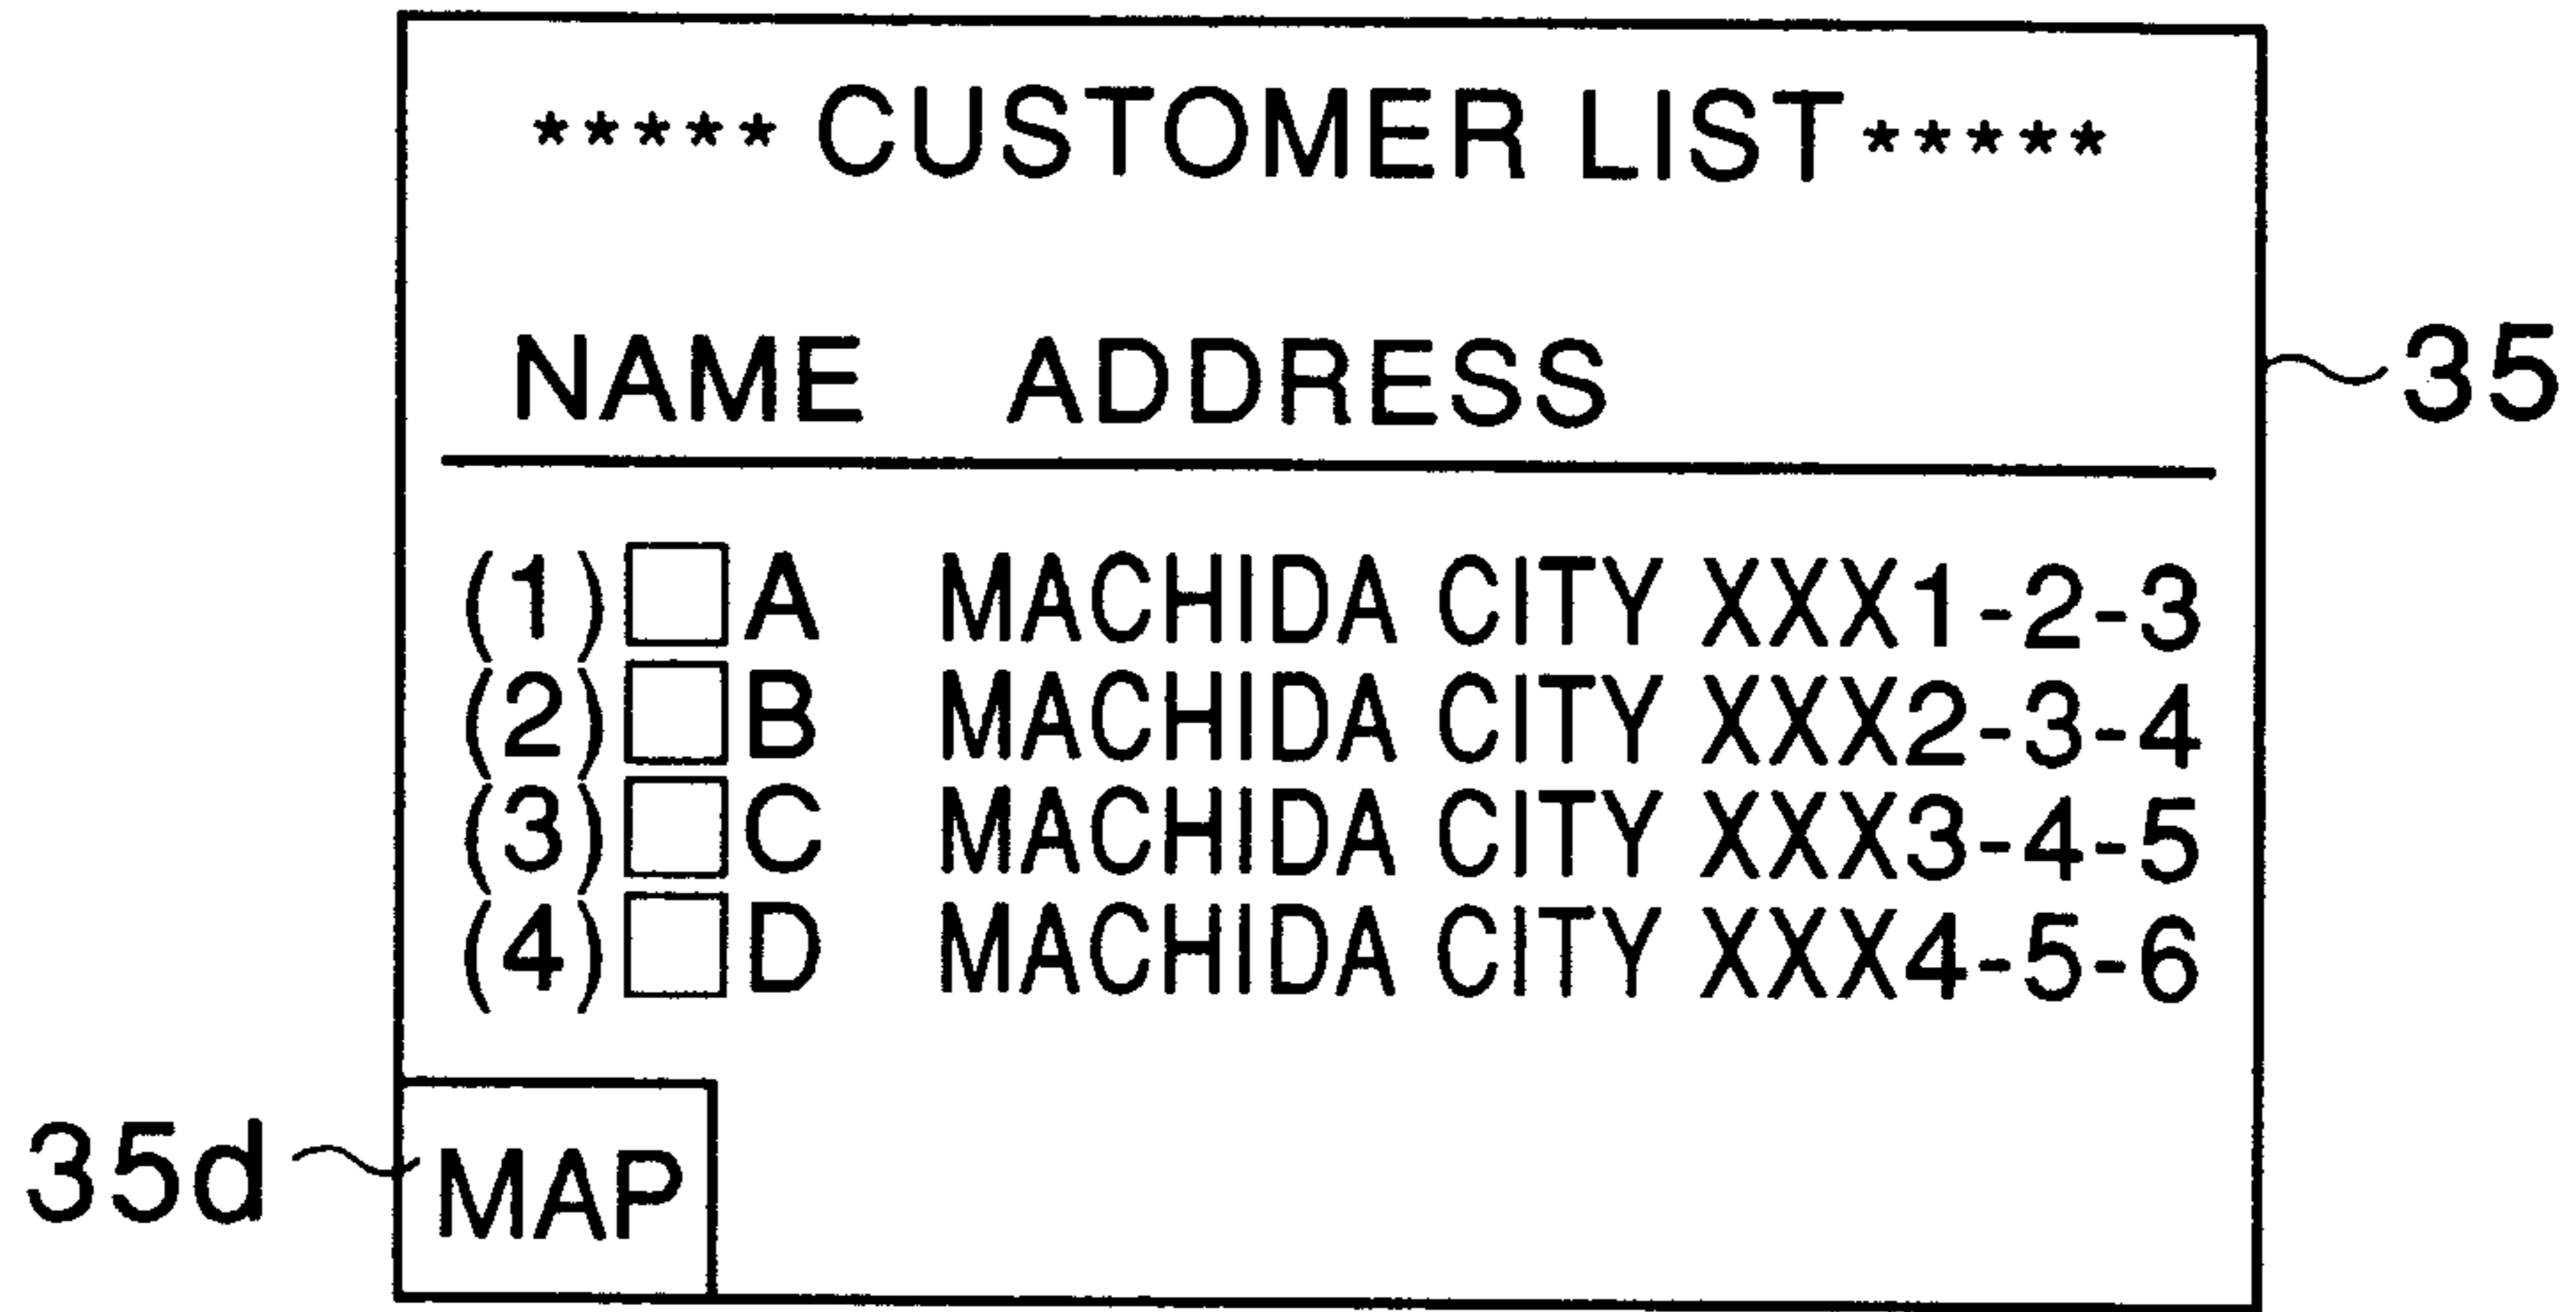 ***** CUSTOMER LIST *****
NAME ADDRESS
35
(1) □ A MACHIDA CITY XXX1-2-3
(2) □ B MACHIDA CITY XXX2-3-4
(3) □ C MACHIDA CITY XXX3-4-5
(4) □ D MACHIDA CITY XXX4-5-6
35d
MAP